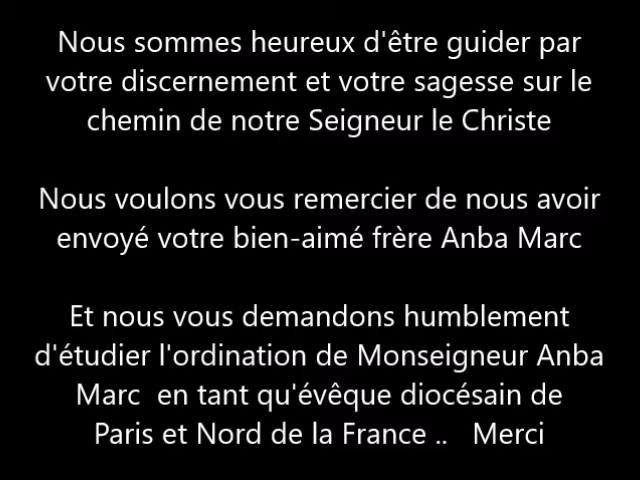 Nous sommes heureux d'être guider par
votre discernement et votre sagesse sur le
chemin de notre Seigneur le Christe
Nous voulons vous remercier de nous avoir
envoyé votre bien-aimé frère Anba Marc
Et nous vous demandons humblement
d'étudier l'ordination de Monseigneur Anba
Marc  en tant qu'évêque diocésain de
Paris et Nord de la France ..   Merci